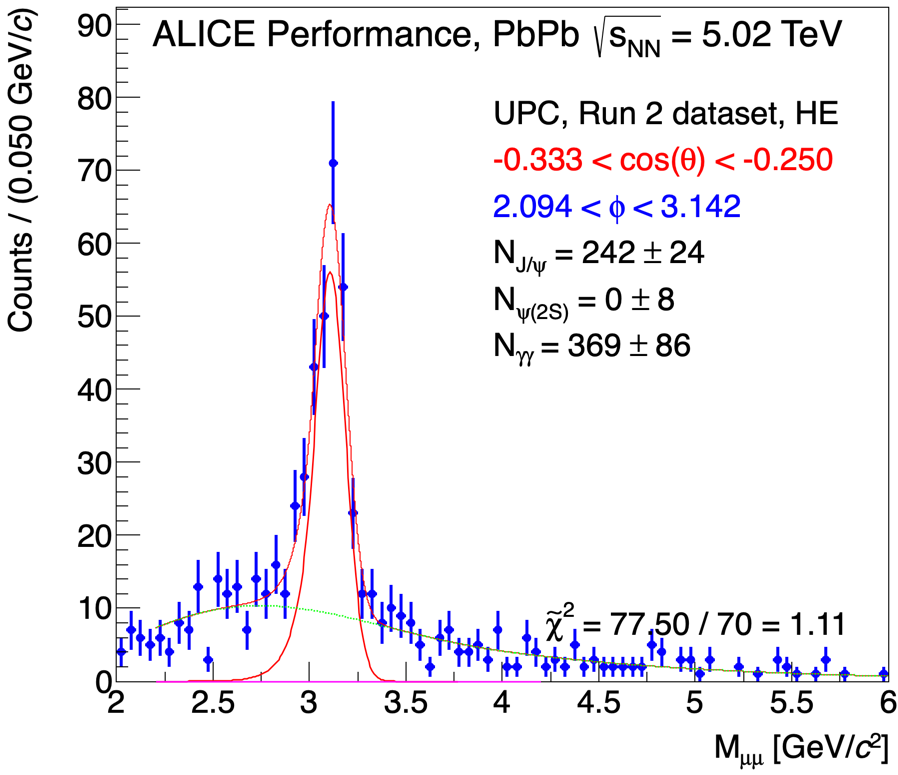 ALICE Performance, PbPb √sNN = 5.02 TeV
UPC, Run 2 dataset, HE
-0.333 < cos(θ) < -0.250
2.094 < ϕ < 3.142
NJ/ψ = 242 ± 24
Nψ(2S) = 0 ± 8
Nγγ = 369 ± 86
χ̃² = 77.50 / 70 = 1.11
Counts / (0.050 GeV/c)
90
80
70
60
50
40
30
20
10
0
2 2.5 3 3.5 4 4.5 5 5.5 6
Mμμ [GeV/c²]